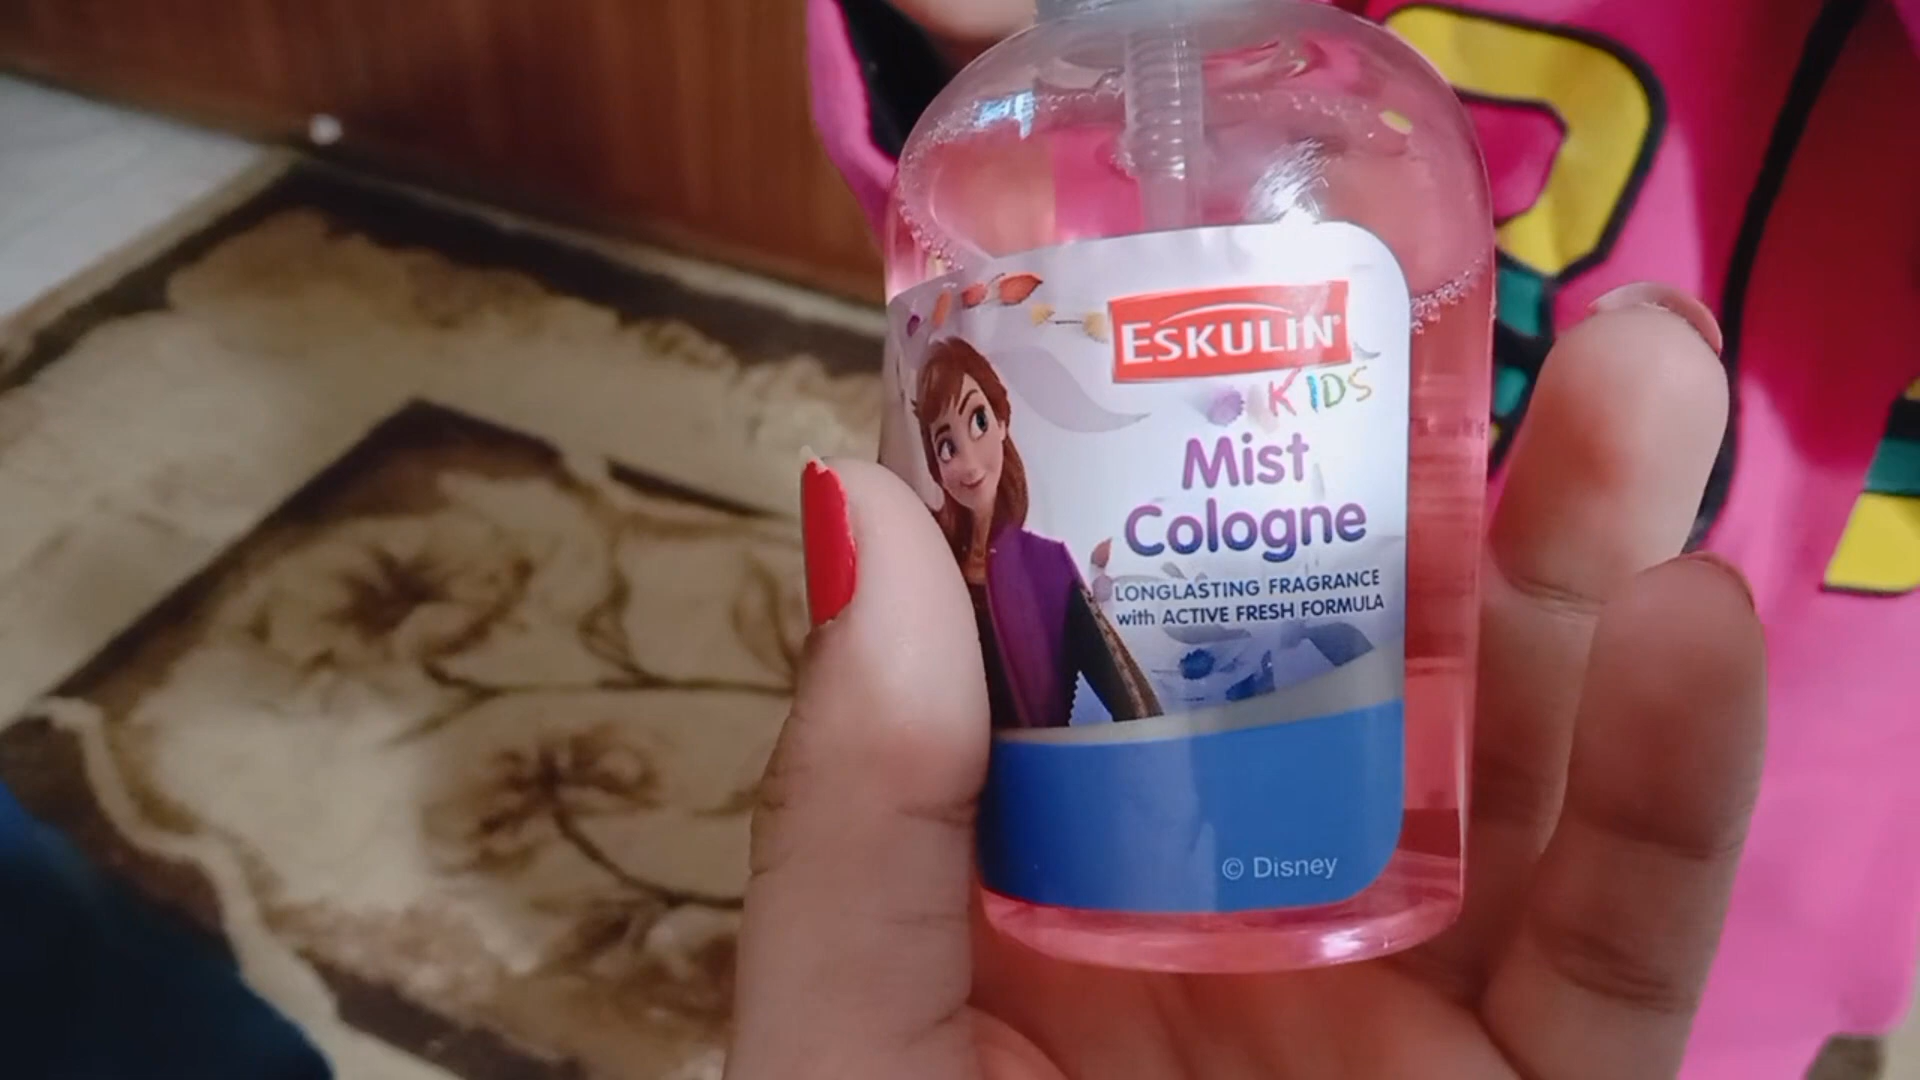 ESKULIN®
KIDS
Mist
Cologne
LONGLASTING FRAGRANCE
with ACTIVE FRESH FORMULA
© Disney